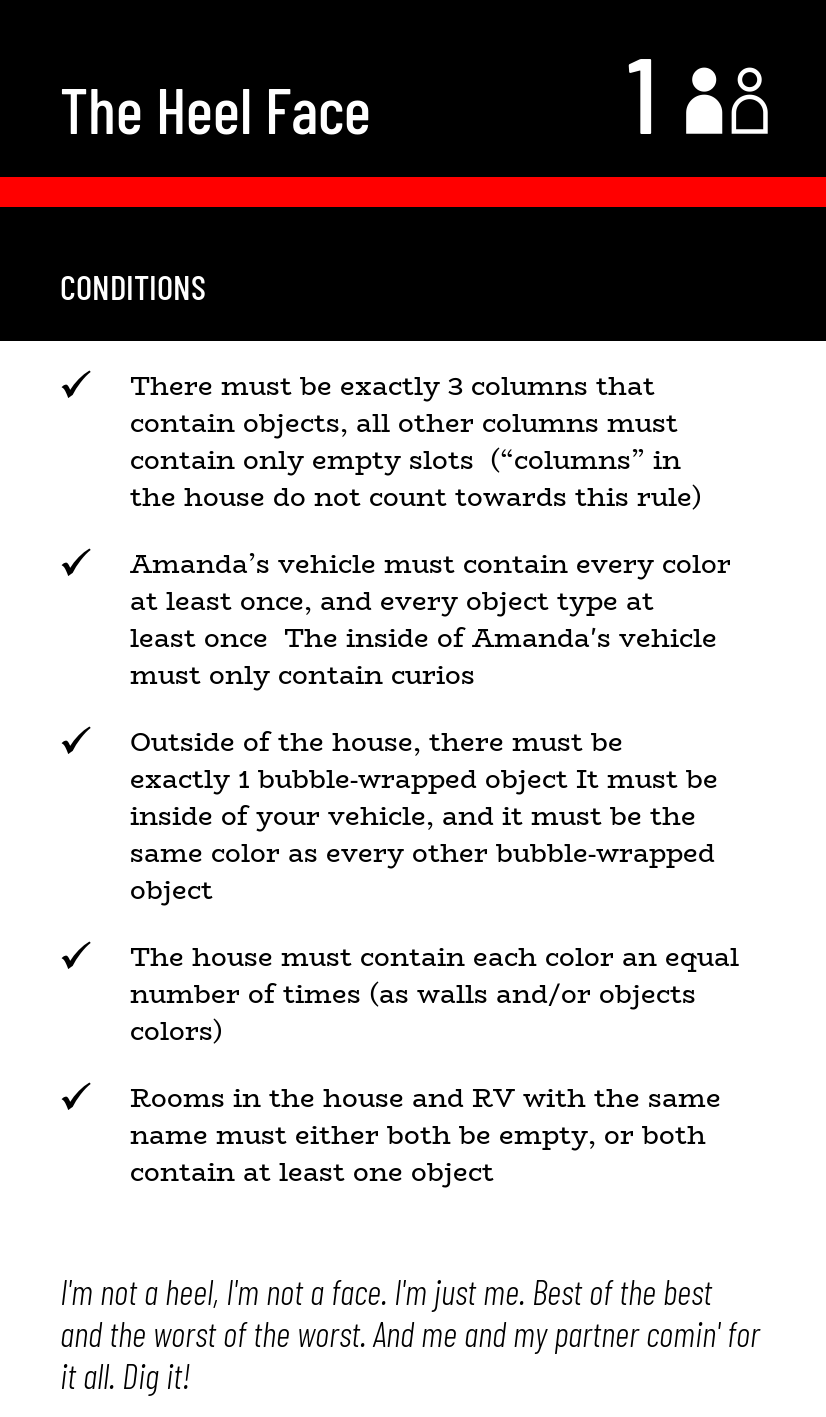 The Heel Face
1
CONDITIONS
There must be exactly 3 columns that
contain objects, all other columns must
contain only empty slots  (“columns” in
the house do not count towards this rule)
Amanda’s vehicle must contain every color
at least once, and every object type at
least once  The inside of Amanda's vehicle
must only contain curios
Outside of the house, there must be
exactly 1 bubble-wrapped object It must be
inside of your vehicle, and it must be the
same color as every other bubble-wrapped
object
The house must contain each color an equal
number of times (as walls and/or objects
colors)
Rooms in the house and RV with the same
name must either both be empty, or both
contain at least one object
I'm not a heel, I'm not a face. I'm just me. Best of the best
and the worst of the worst. And me and my partner comin' for
it all. Dig it!